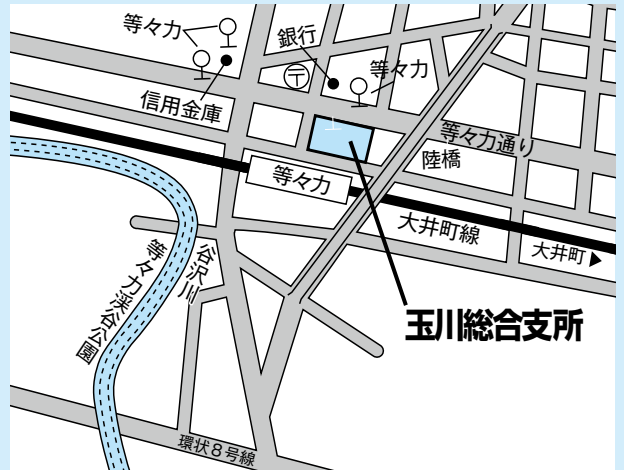 等々力
銀行
〒
等々力
信用金庫
等々力通り
陸橋
等々力
大井町線
大井町▶
谷沢川
等々力渓谷公園
玉川総合支所
環状8号線